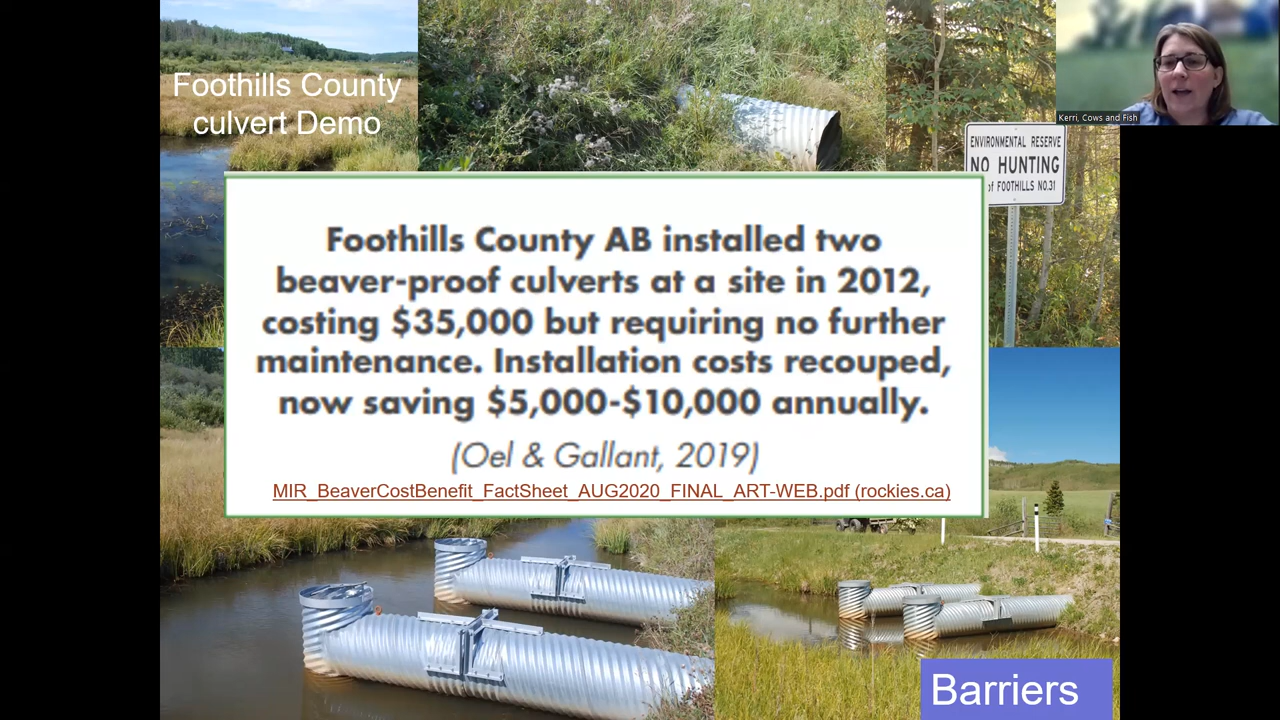 Foothills County
culvert Demo
Kerri, Cows and Fish
ENVIRONMENTAL RESERVE
NO HUNTING
of FOOTHILLS NO.31
Foothills County AB installed two
beaver-proof culverts at a site in 2012,
costing $35,000 but requiring no further
maintenance. Installation costs recouped,
now saving $5,000-$10,000 annually.
(Oel & Gallant, 2019)
MIR_BeaverCostBenefit_FactSheet_AUG2020_FINAL_ART-WEB.pdf (rockies.ca)
Barriers